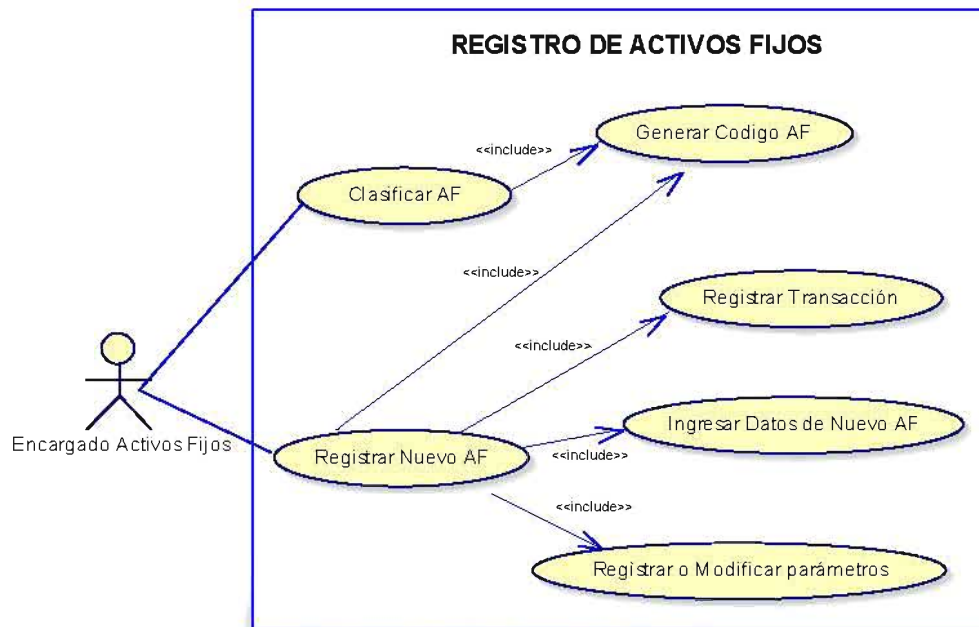 REGISTRO DE ACTIVOS FIJOS
Generar Codigo AF
<<include>>
Clasificar AF
<<include>>
Registrar Transacción
<<include>>
Encargado Activos Fijos
Registrar Nuevo AF
Ingresar Datos de Nuevo AF
<<include>>
<<include>>
Registrar o Modificar parámetros